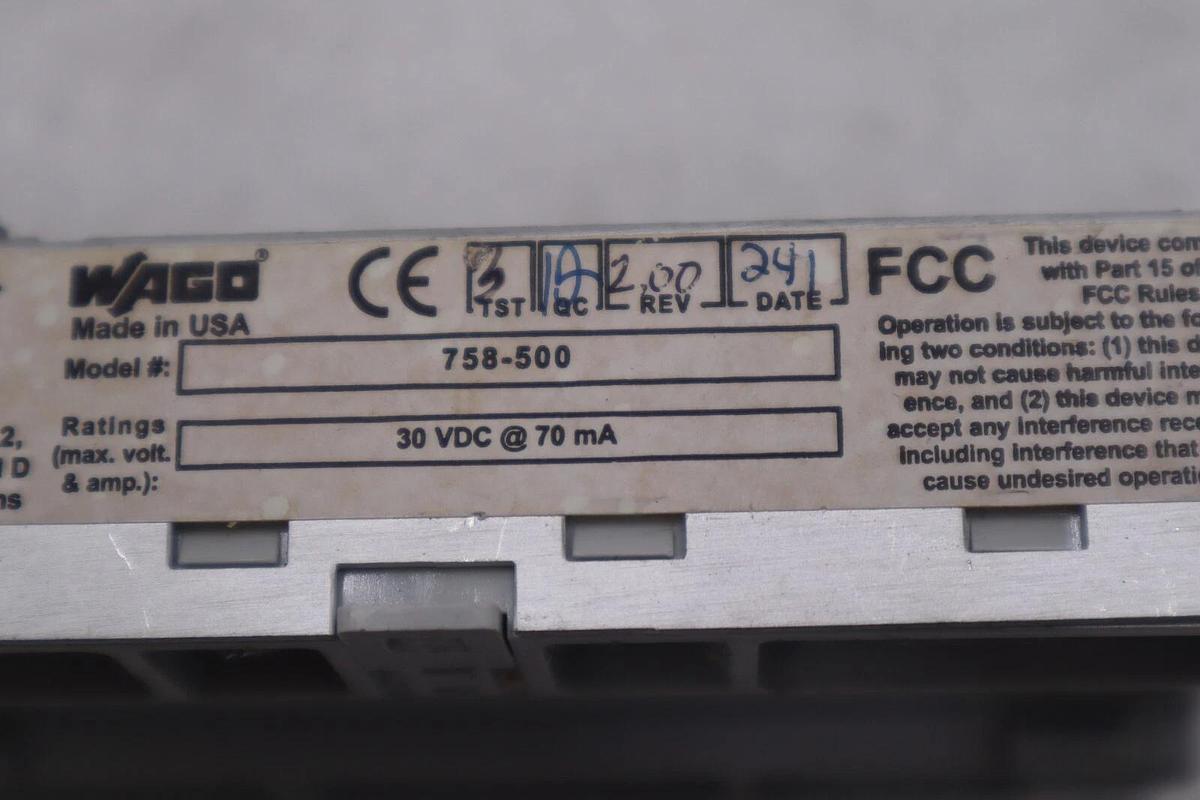 WAGO®
Made in USA
CE
3 TST
QC
2.00 REV
241 DATE
Model #: 758-500
Ratings
(max. volt.
& amp.):
30 VDC @ 70 mA
2,
D
ns
FCC
This device com
with Part 15 of
FCC Rules
Operation is subject to the fo
ing two conditions: (1) this d
may not cause harmful inte
ence, and (2) this device m
accept any interference rece
including interference that
cause undesired operati